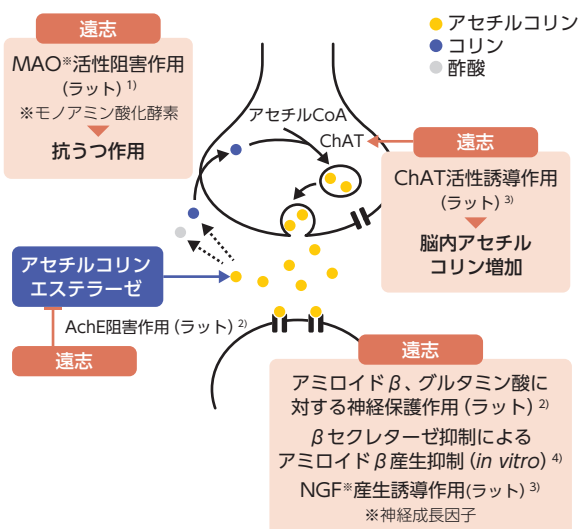 遠志
MAO※活性阻害作用
(ラット) 1)
※モノアミン酸化酵素
抗うつ作用
アセチルコリン
コリン
酢酸
アセチルCoA
ChAT
遠志
ChAT活性誘導作用
(ラット) 3)
脳内アセチル
コリン増加
アセチルコリン
エステラーゼ
AchE阻害作用 (ラット) 2)
遠志
遠志
アミロイドβ、グルタミン酸に
対する神経保護作用 (ラット) 2)
βセクレターゼ抑制による
アミロイドβ産生抑制 (in vitro) 4)
NGF※産生誘導作用(ラット) 3)
※神経成長因子